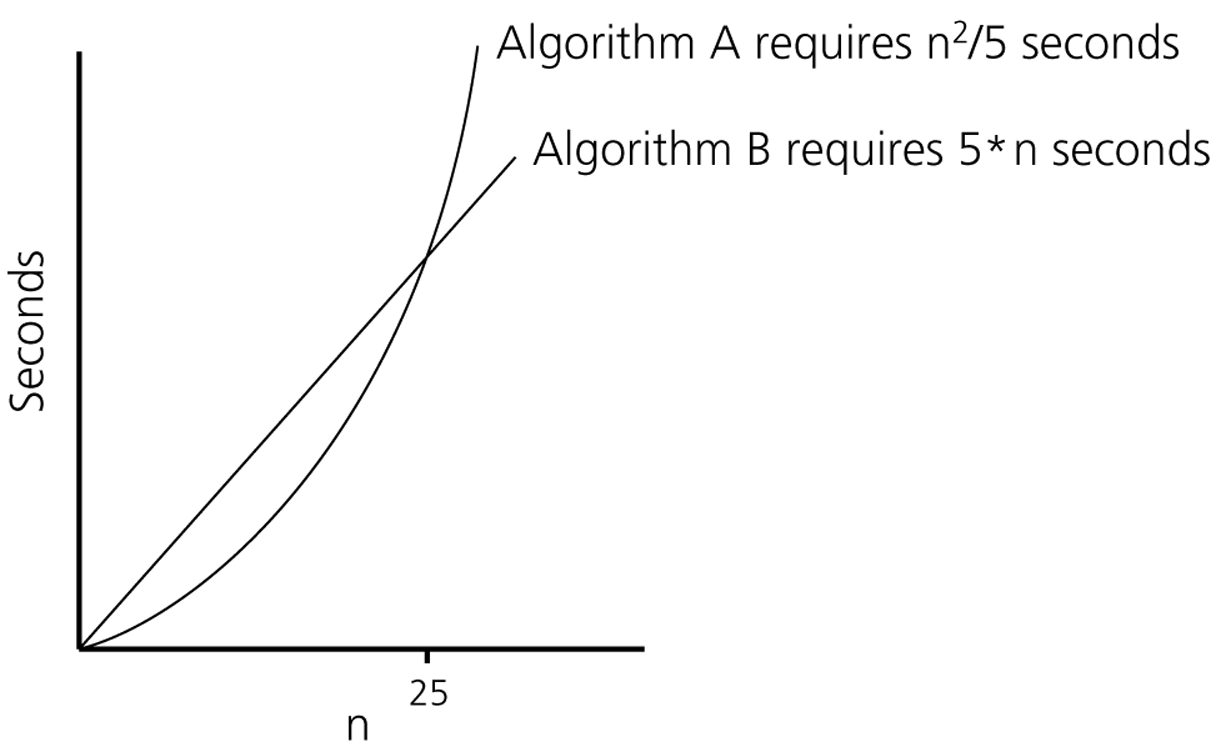 Algorithm A requires n²/5 seconds
Algorithm B requires 5*n seconds
Seconds
25
n